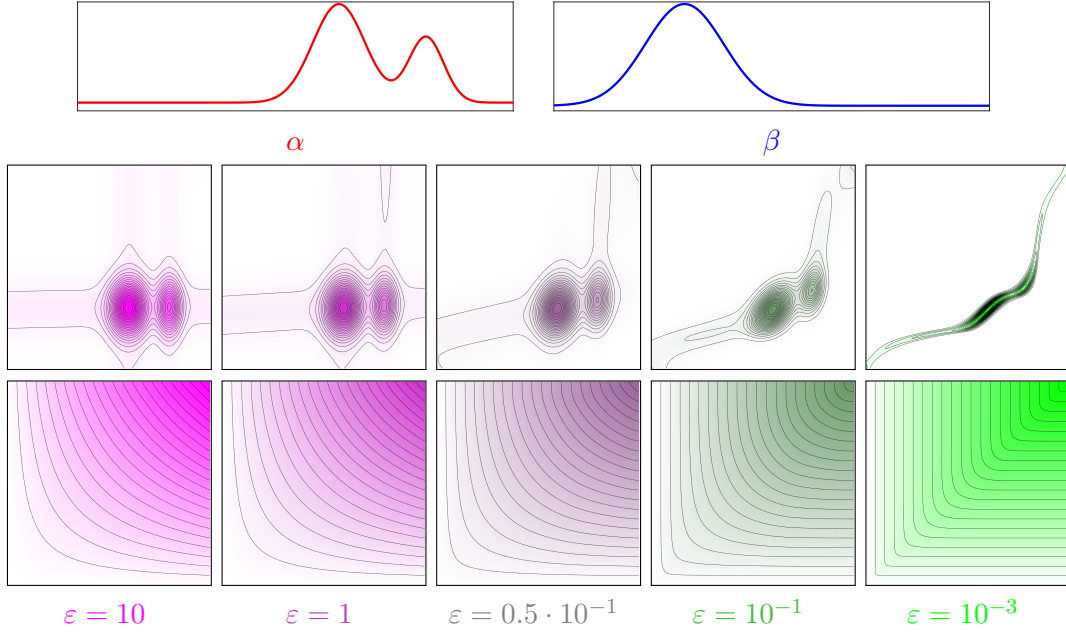 α β
ε = 10 ε = 1 ε = 0.5 · 10⁻¹ ε = 10⁻¹ ε = 10⁻³